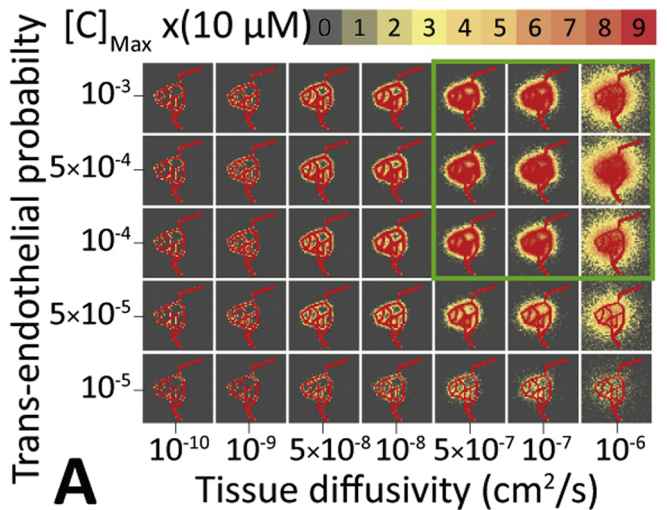 [C]Max x(10 µM) 0 1 2 3 4 5 6 7 8 9
Trans-endothelial probabilty
10⁻³
5×10⁻⁴
10⁻⁴
5×10⁻⁵
10⁻⁵
10⁻¹⁰ 10⁻⁹ 5×10⁻⁸ 10⁻⁸ 5×10⁻⁷ 10⁻⁷ 10⁻⁶
A Tissue diffusivity (cm²/s)